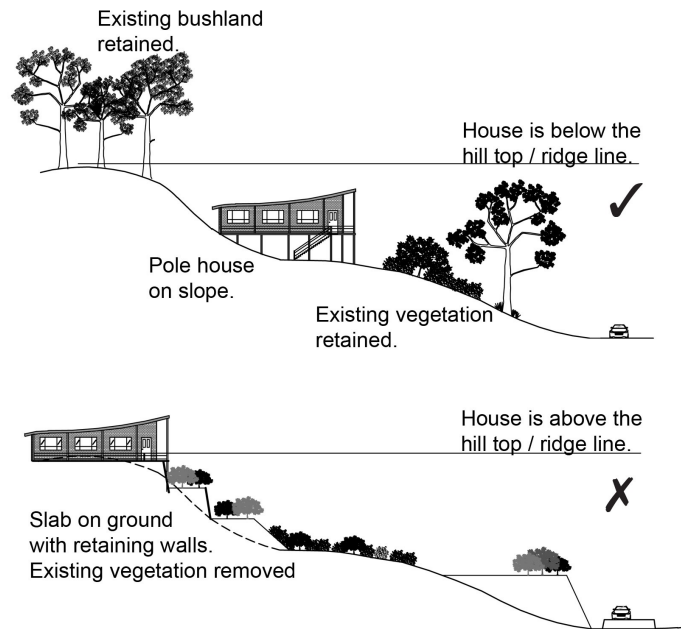 Existing bushland
retained.
House is below the
hill top / ridge line.
Pole house
on slope.
Existing vegetation
retained.
House is above the
hill top / ridge line.
Slab on ground
with retaining walls.
Existing vegetation removed